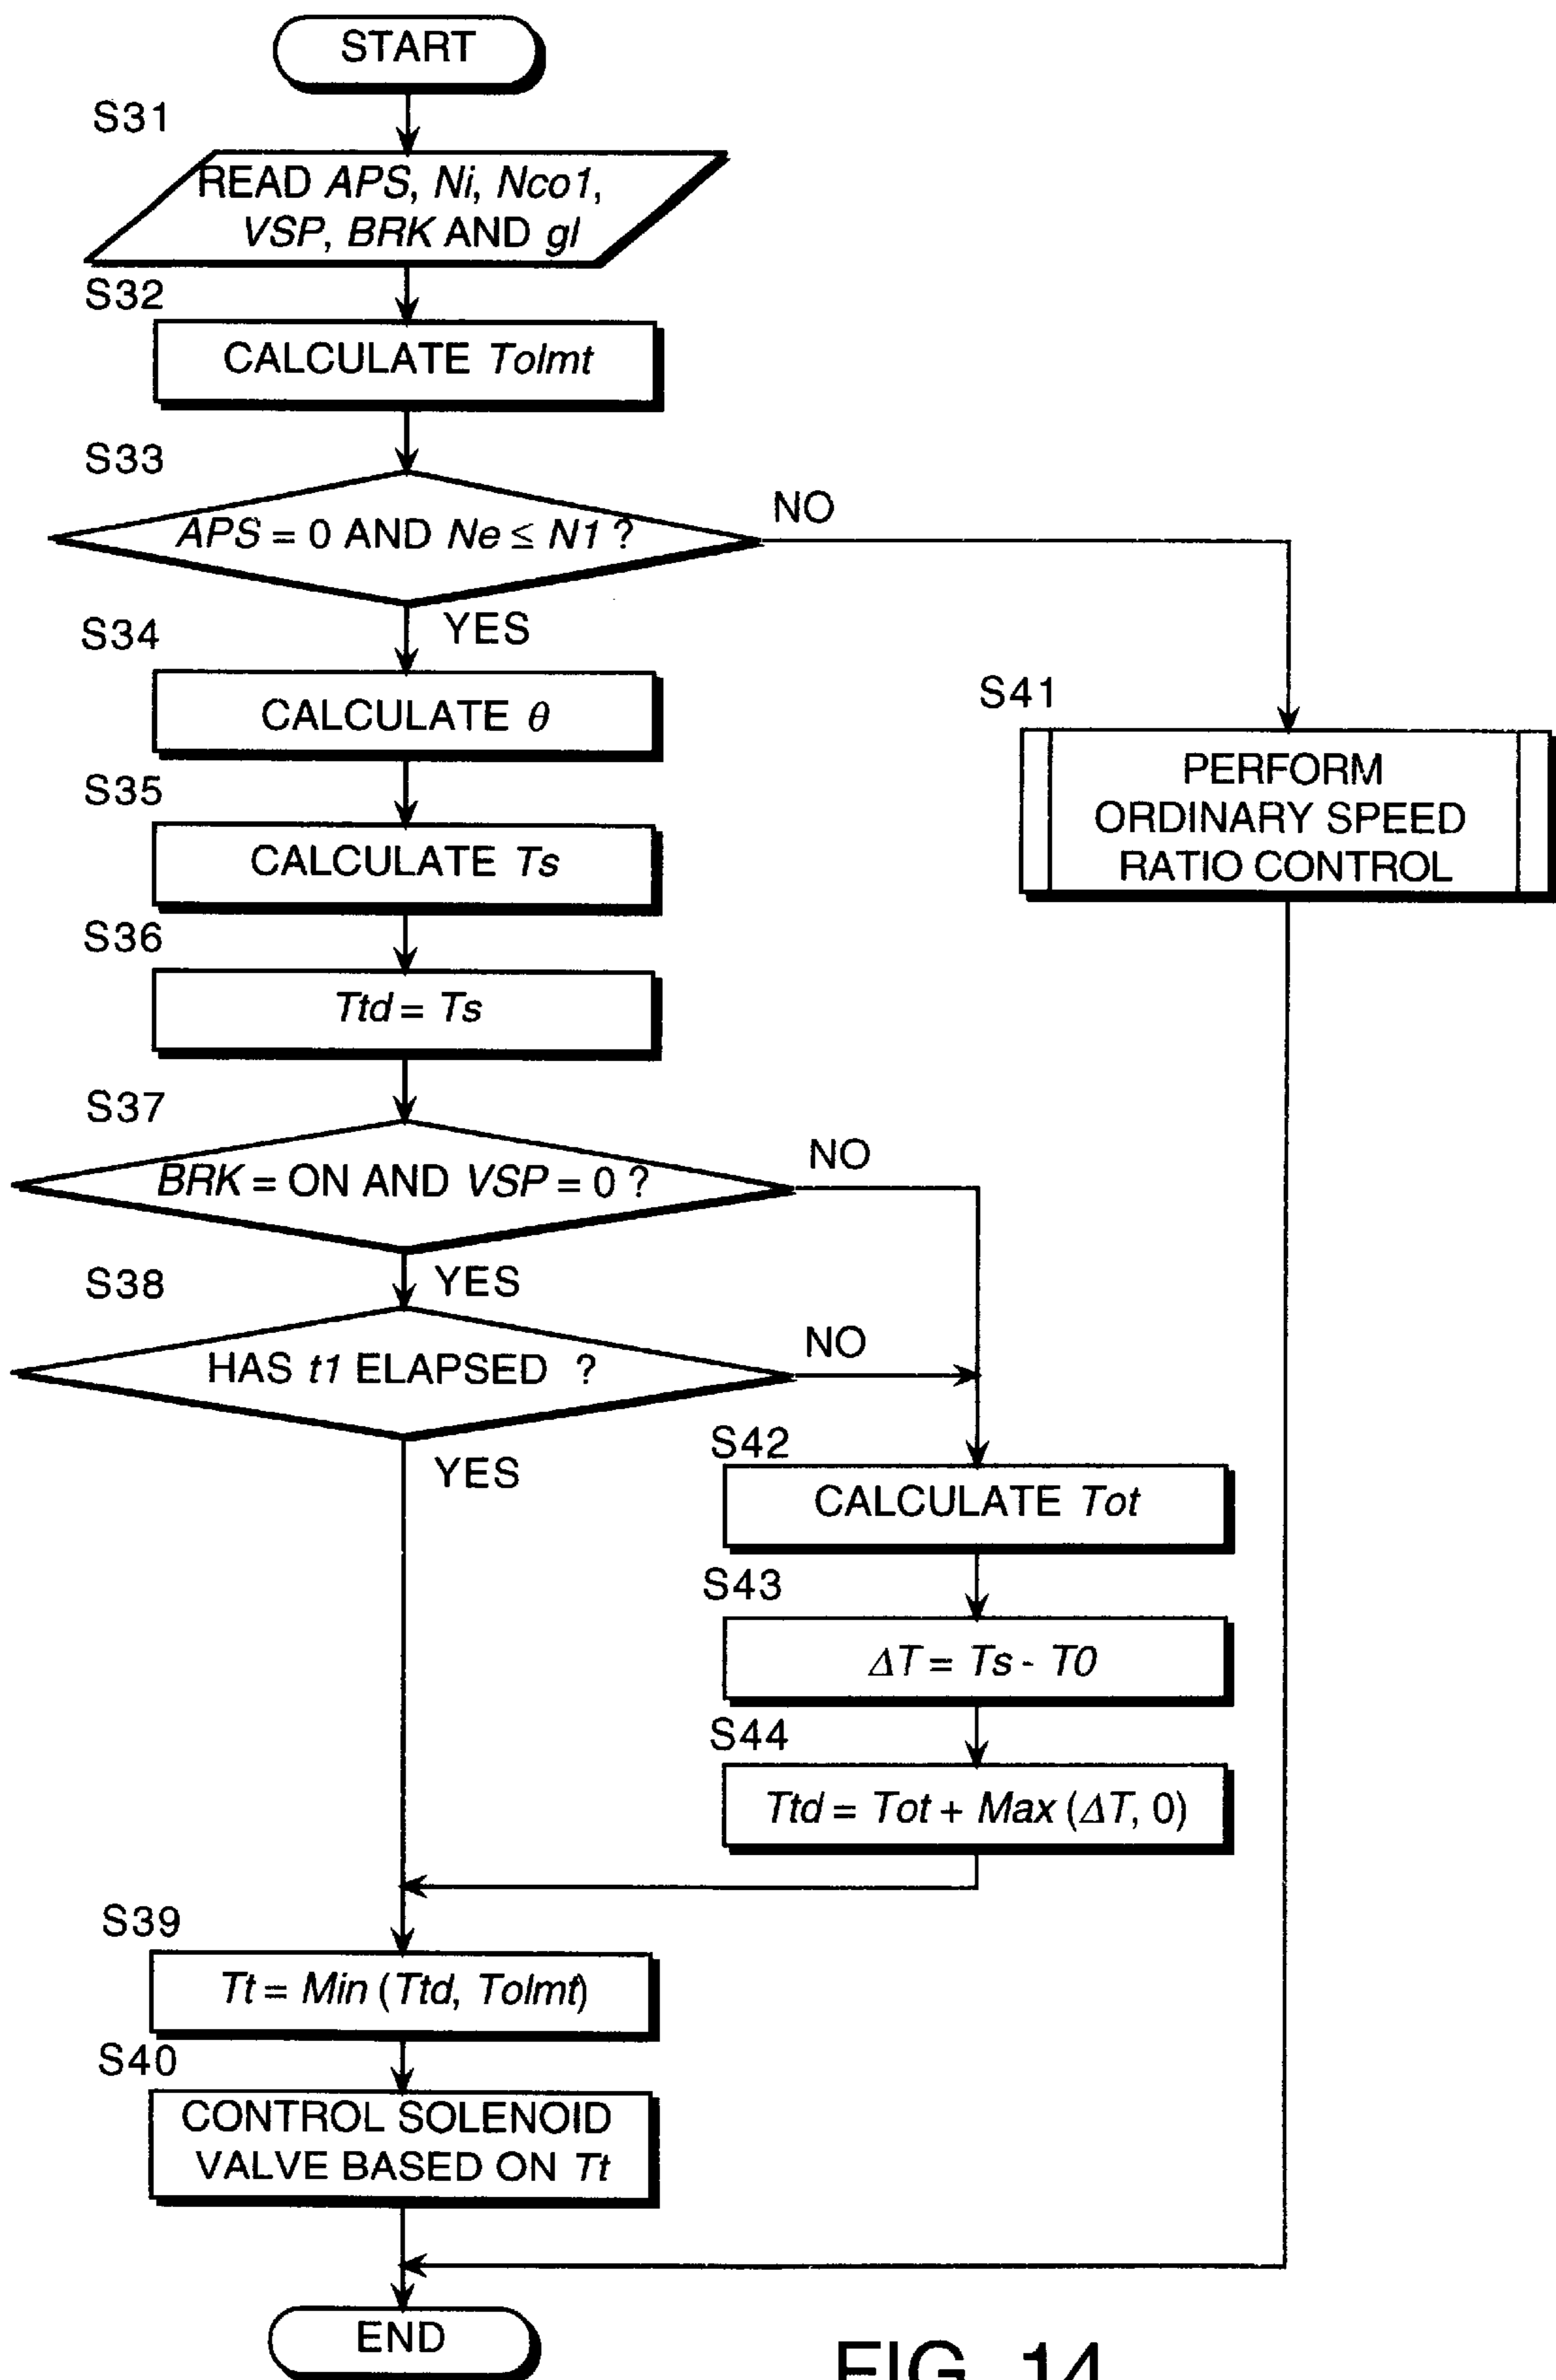 START
S31
READ APS, Ni, Nco1,
VSP, BRK AND gl
S32
CALCULATE Tolmt
S33
APS = 0 AND Ne ≤ N1 ?
NO
YES
S34
CALCULATE θ
S41
PERFORM
ORDINARY SPEED
RATIO CONTROL
S35
CALCULATE Ts
S36
Ttd = Ts
S37
BRK = ON AND VSP = 0 ?
NO
YES
S38
HAS t1 ELAPSED ?
NO
YES
S42
CALCULATE Tot
S43
ΔT = Ts - T0
S44
Ttd = Tot + Max (ΔT, 0)
S39
Tt = Min (Ttd, Tolmt)
S40
CONTROL SOLENOID
VALVE BASED ON Tt
END
FIG. 14